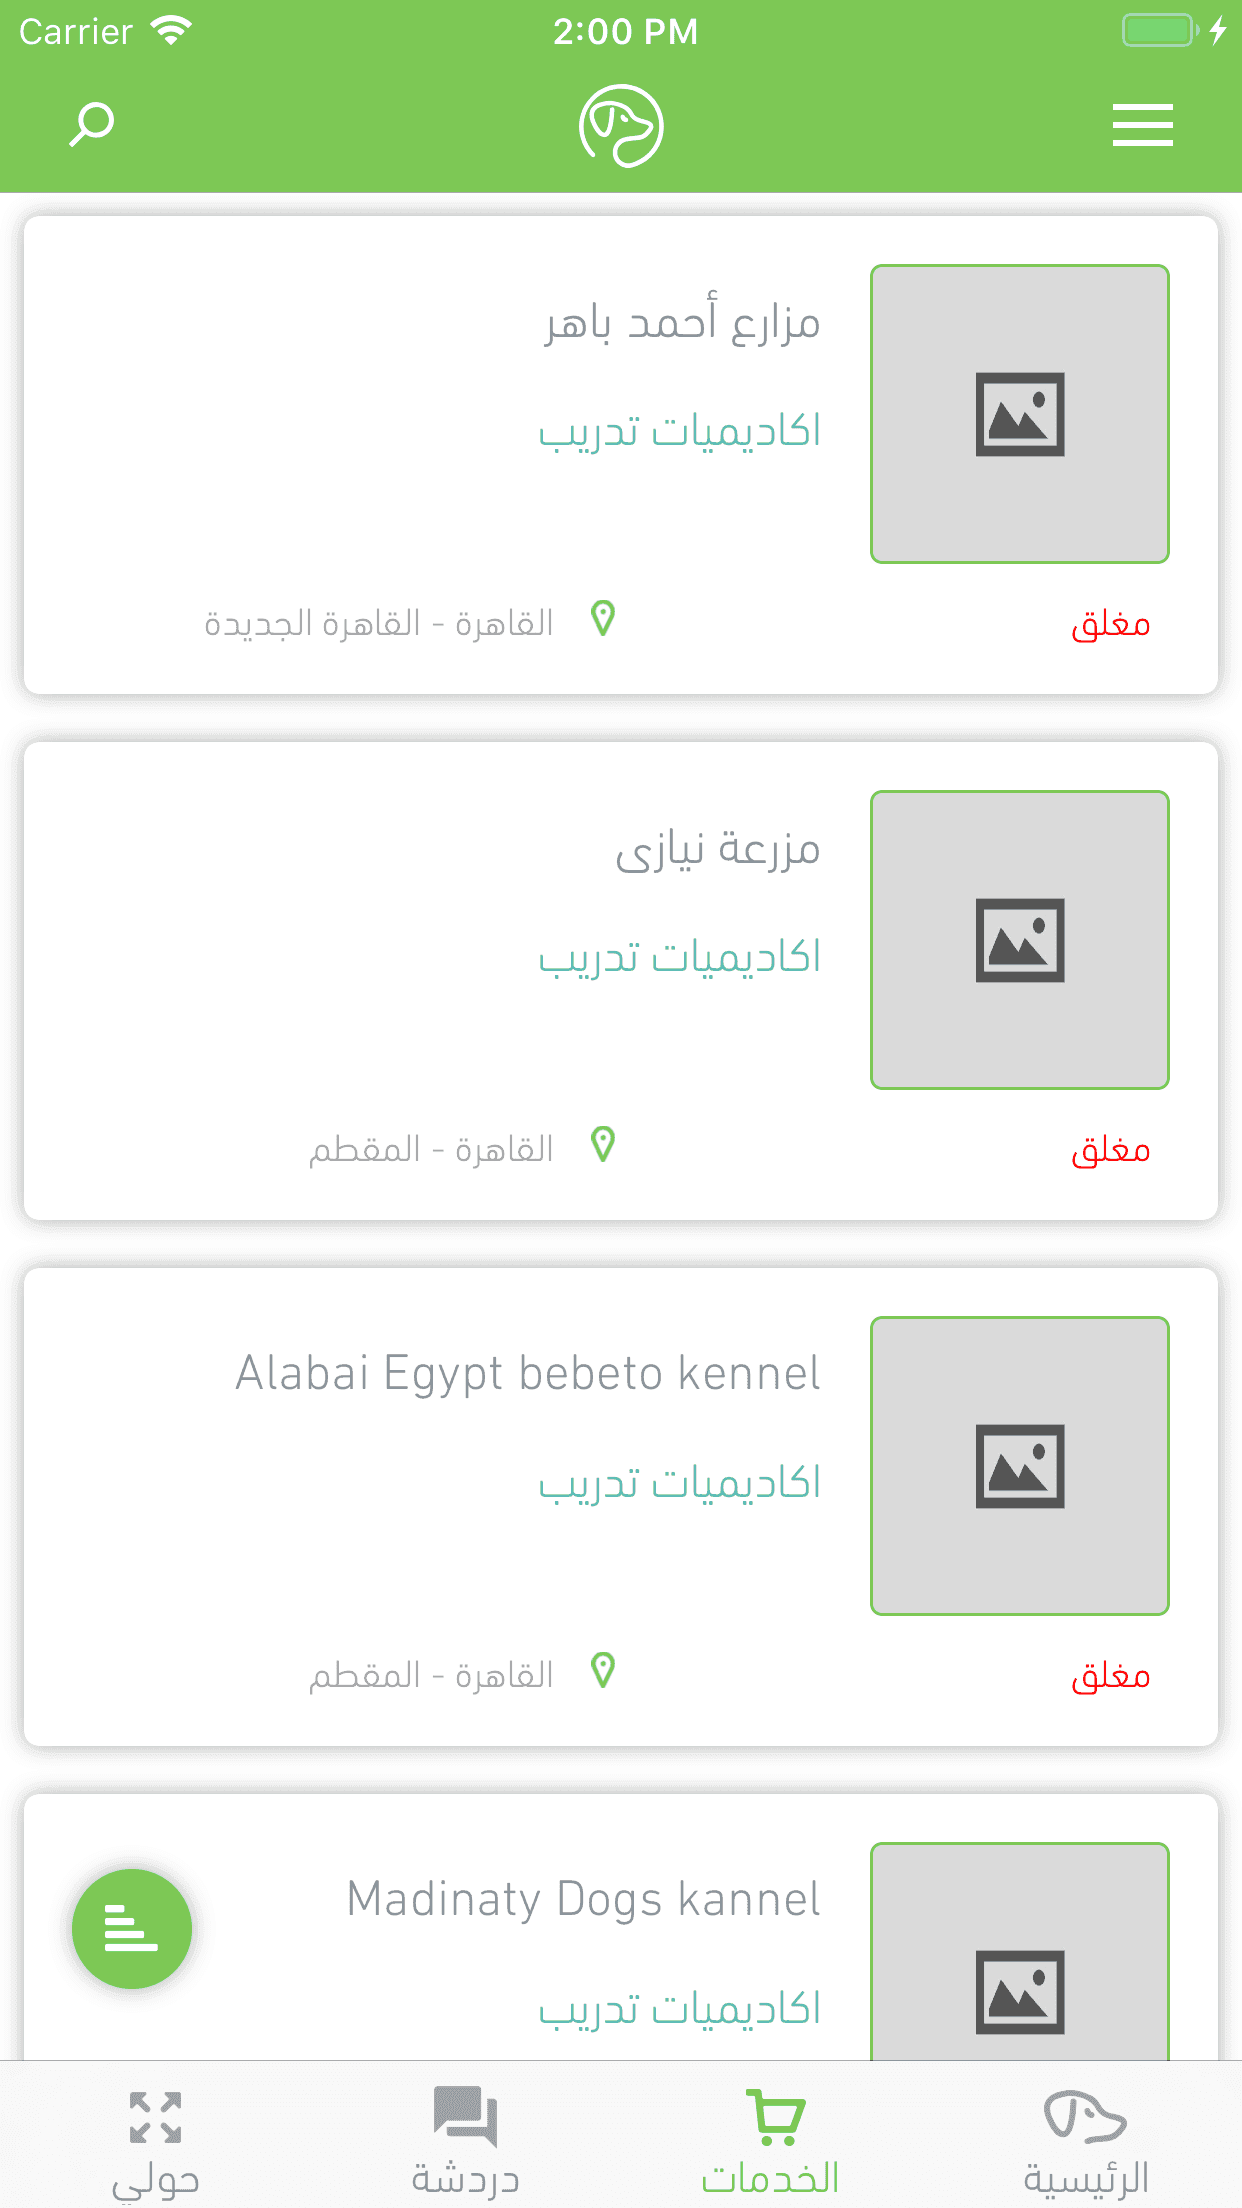 Carrier 2:00 PM
مزارع أحمد باهر
اكاديميات تدريب
مغلق القاهرة - القاهرة الجديدة
مزرعة نيازى
اكاديميات تدريب
مغلق القاهرة - المقطم
Alabai Egypt bebeto kennel
اكاديميات تدريب
مغلق القاهرة - المقطم
Madinaty Dogs kannel
اكاديميات تدريب
الرئيسية الخدمات دردشة حولي